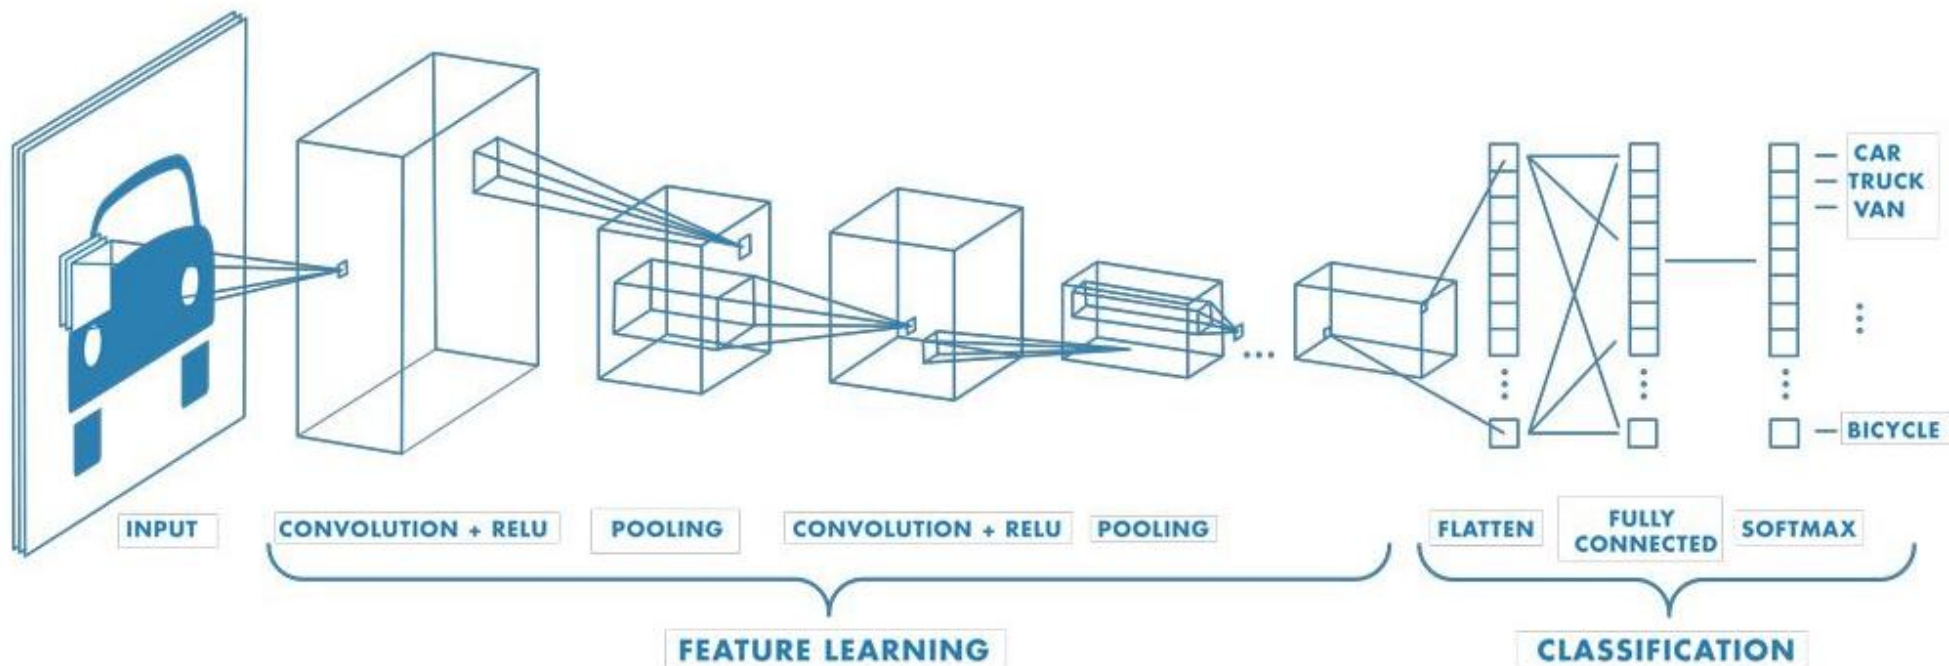 CAR
TRUCK
VAN
BICYCLE
INPUT
CONVOLUTION + RELU
POOLING
CONVOLUTION + RELU
POOLING
FLATTEN
FULLY
CONNECTED
SOFTMAX
FEATURE LEARNING
CLASSIFICATION